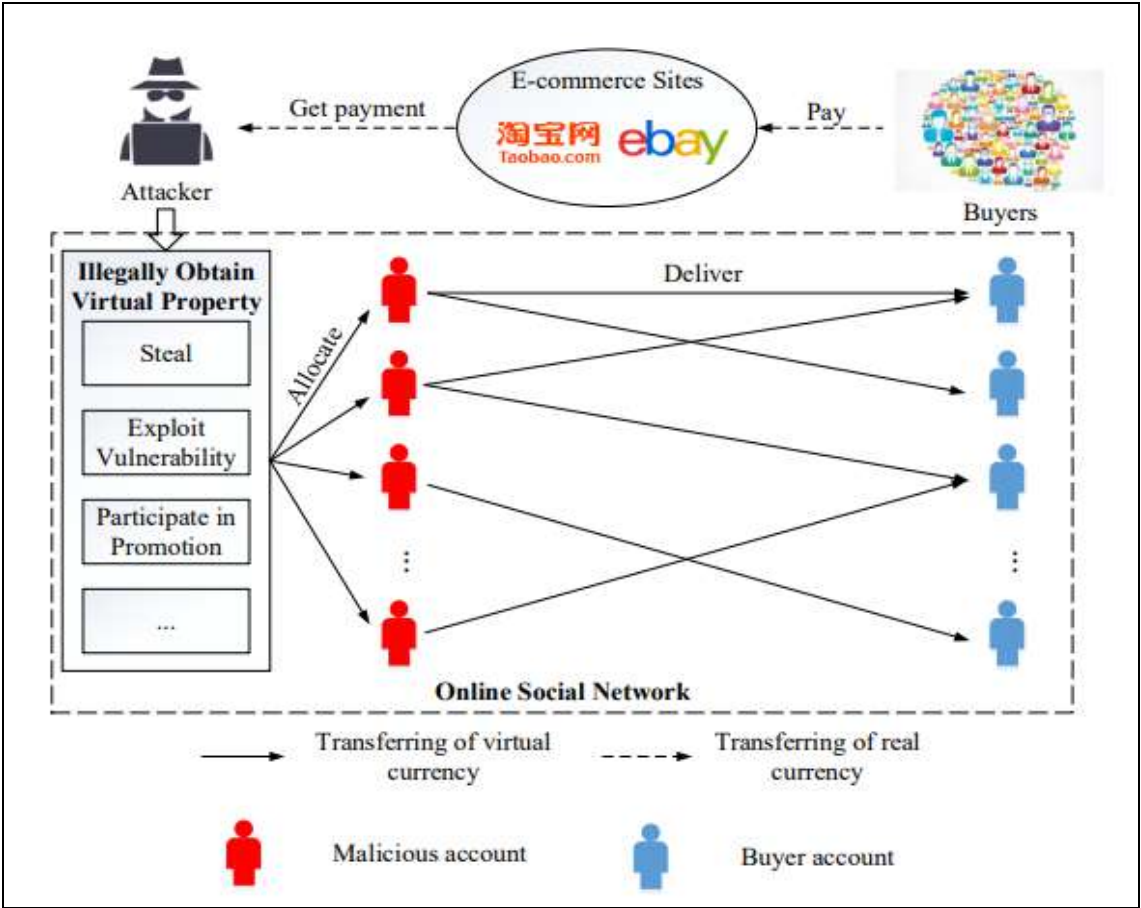 E-commerce Sites
Get payment
淘宝网
Taobao.com
ebay
Pay
Attacker
Buyers
Illegally Obtain
Virtual Property
Steal
Exploit
Vulnerability
Participate in
Promotion
...
Allocate
Deliver
...
...
Online Social Network
Transferring of virtual
currency
Transferring of real
currency
Malicious account
Buyer account